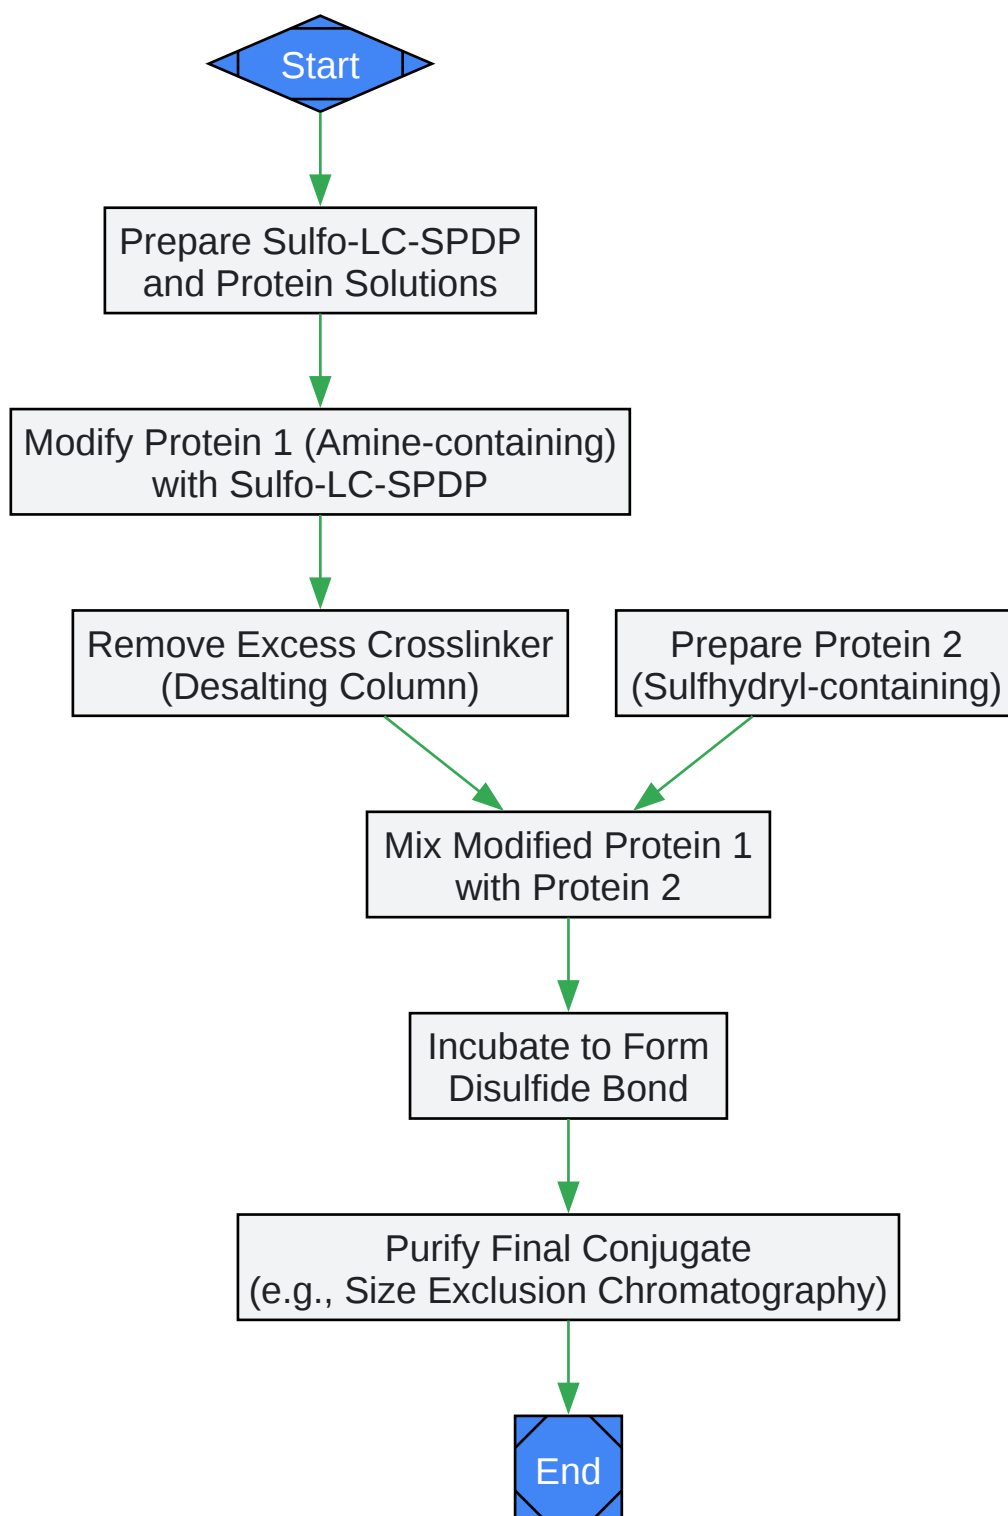 Start
Prepare Sulfo-LC-SPDP
and Protein Solutions
Modify Protein 1 (Amine-containing)
with Sulfo-LC-SPDP
Remove Excess Crosslinker
(Desalting Column)
Prepare Protein 2
(Sulfhydryl-containing)
Mix Modified Protein 1
with Protein 2
Incubate to Form
Disulfide Bond
Purify Final Conjugate
(e.g., Size Exclusion Chromatography)
End